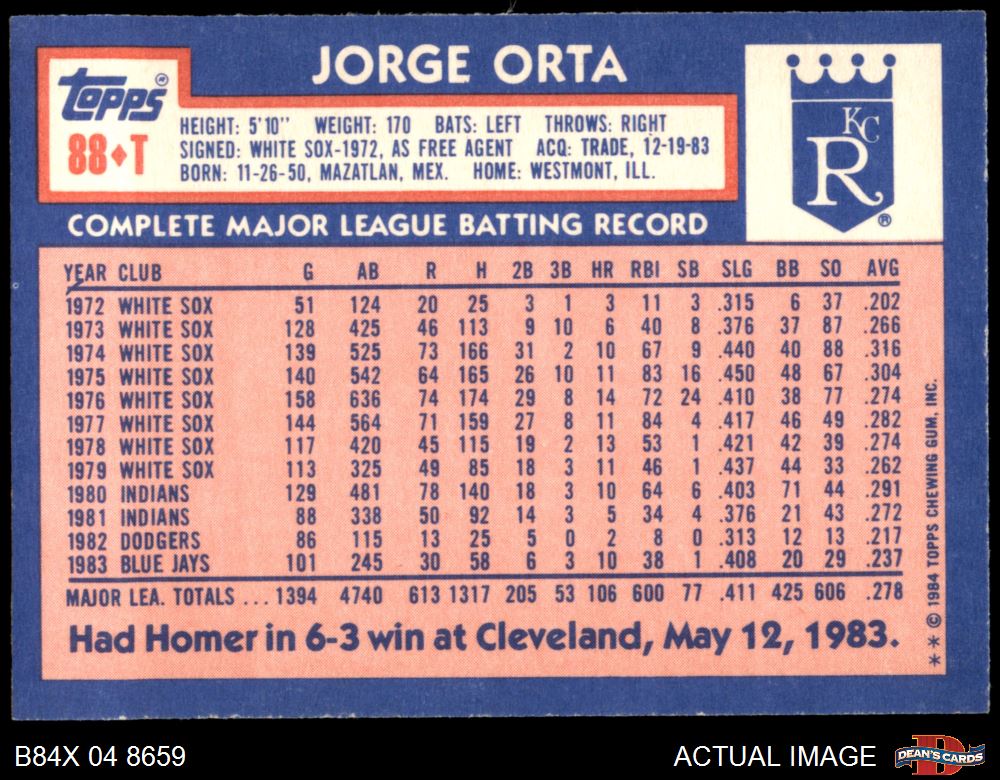 JORGE ORTA
topps®
88♦T
HEIGHT: 5'10" WEIGHT: 170 BATS: LEFT THROWS: RIGHT
SIGNED: WHITE SOX-1972, AS FREE AGENT ACQ: TRADE, 12-19-83
BORN: 11-26-50, MAZATLAN, MEX. HOME: WESTMONT, ILL.
KC
R
®
COMPLETE MAJOR LEAGUE BATTING RECORD
YEAR CLUB G AB R H 2B 3B HR RBI SB SLG BB SO AVG
1972 WHITE SOX 51 124 20 25 3 1 3 11 3 .315 6 37 .202
1973 WHITE SOX 128 425 46 113 9 10 6 40 8 .376 37 87 .266
1974 WHITE SOX 139 525 73 166 31 2 10 67 9 .440 40 88 .316
1975 WHITE SOX 140 542 64 165 26 10 11 83 16 .450 48 67 .304
1976 WHITE SOX 158 636 74 174 29 8 14 72 24 .410 38 77 .274
1977 WHITE SOX 144 564 71 159 27 8 11 84 4 .417 46 49 .282
1978 WHITE SOX 117 420 45 115 19 2 13 53 1 .421 42 39 .274
1979 WHITE SOX 113 325 49 85 18 3 11 46 1 .437 44 33 .262
1980 INDIANS 129 481 78 140 18 3 10 64 6 .403 71 44 .291
1981 INDIANS 88 338 50 92 14 3 5 34 4 .376 21 43 .272
1982 DODGERS 86 115 13 25 5 0 2 8 0 .313 12 13 .217
1983 BLUE JAYS 101 245 30 58 6 3 10 38 1 .408 20 29 .237
MAJOR LEA. TOTALS ... 1394 4740 613 1317 205 53 106 600 77 .411 425 606 .278
Had Homer in 6-3 win at Cleveland, May 12, 1983.
** © 1984 TOPPS CHEWING GUM, INC.
B84X 04 8659
ACTUAL IMAGE
DEAN'S CARDS